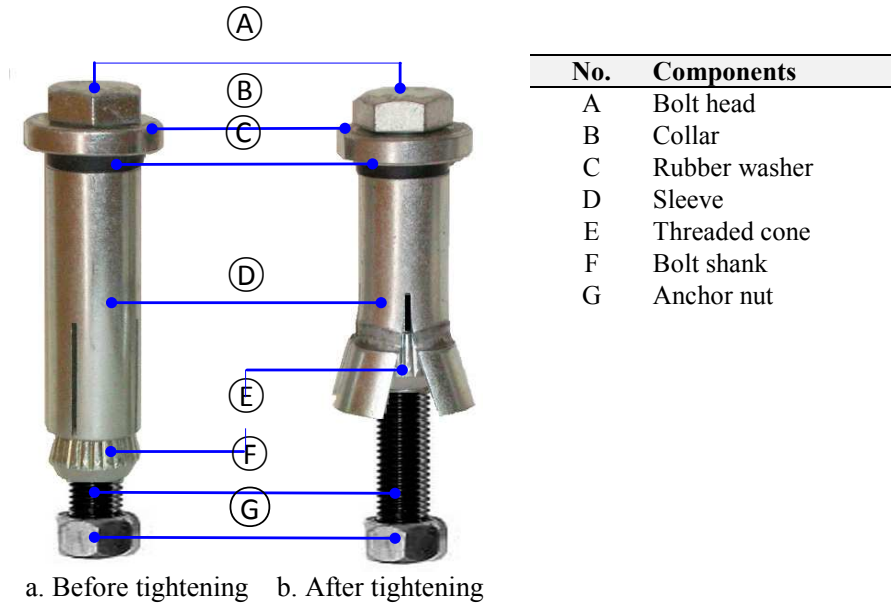 A
B
C
D
E
F
G
a. Before tightening b. After tightening
No. Components
A Bolt head
B Collar
C Rubber washer
D Sleeve
E Threaded cone
F Bolt shank
G Anchor nut